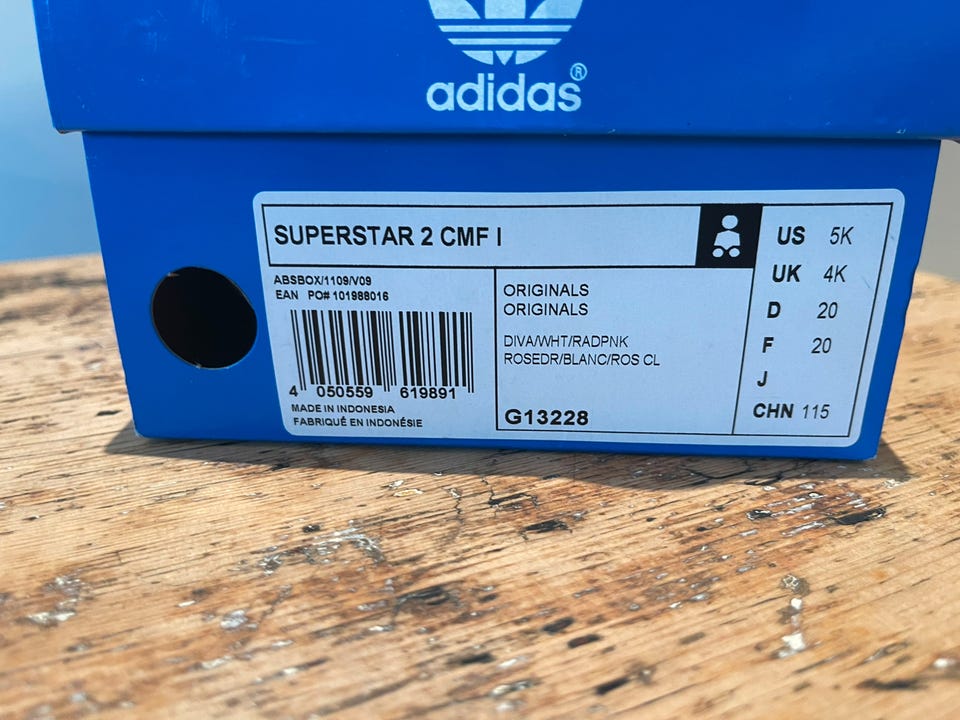 adidas®
SUPERSTAR 2 CMF I
ABSBOX/1109/V09
EAN PO# 101988016
4 050559 619891
MADE IN INDONESIA
FABRIQUÉ EN INDONÉSIE
ORIGINALS
ORIGINALS
DIVA/WHT/RADPNK
ROSEDR/BLANC/ROS CL
G13228
US 5K
UK 4K
D 20
F 20
J
CHN 115